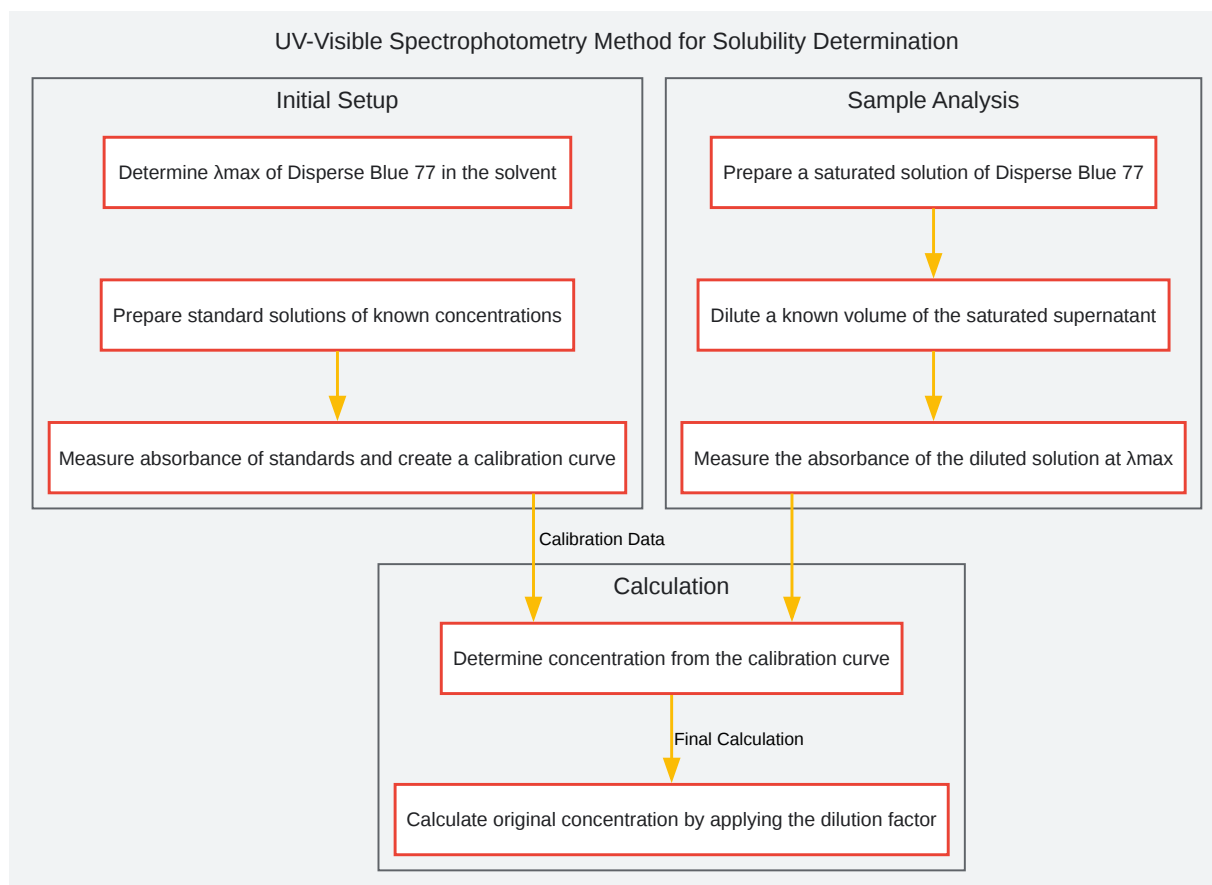 UV-Visible Spectrophotometry Method for Solubility Determination
Initial Setup
Determine λmax of Disperse Blue 77 in the solvent
Prepare standard solutions of known concentrations
Measure absorbance of standards and create a calibration curve
Sample Analysis
Prepare a saturated solution of Disperse Blue 77
Dilute a known volume of the saturated supernatant
Measure the absorbance of the diluted solution at λmax
Calibration Data
Calculation
Determine concentration from the calibration curve
Final Calculation
Calculate original concentration by applying the dilution factor